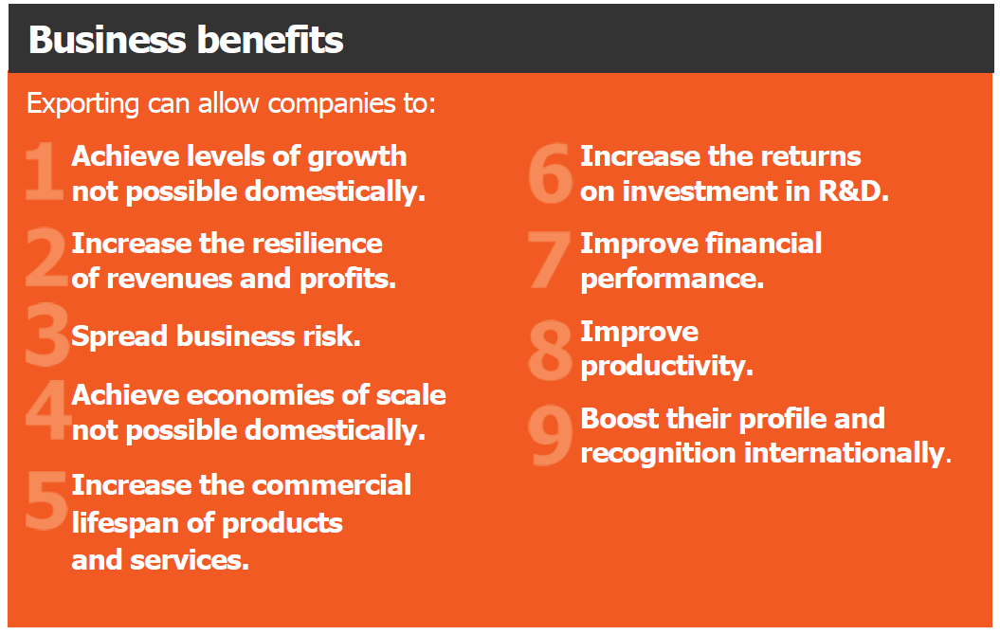 Business benefits
Exporting can allow companies to:
1 Achieve levels of growth
not possible domestically.
2 Increase the resilience
of revenues and profits.
3 Spread business risk.
4 Achieve economies of scale
not possible domestically.
5 Increase the commercial
lifespan of products
and services.
6 Increase the returns
on investment in R&D.
7 Improve financial
performance.
8 Improve
productivity.
9 Boost their profile and
recognition internationally.